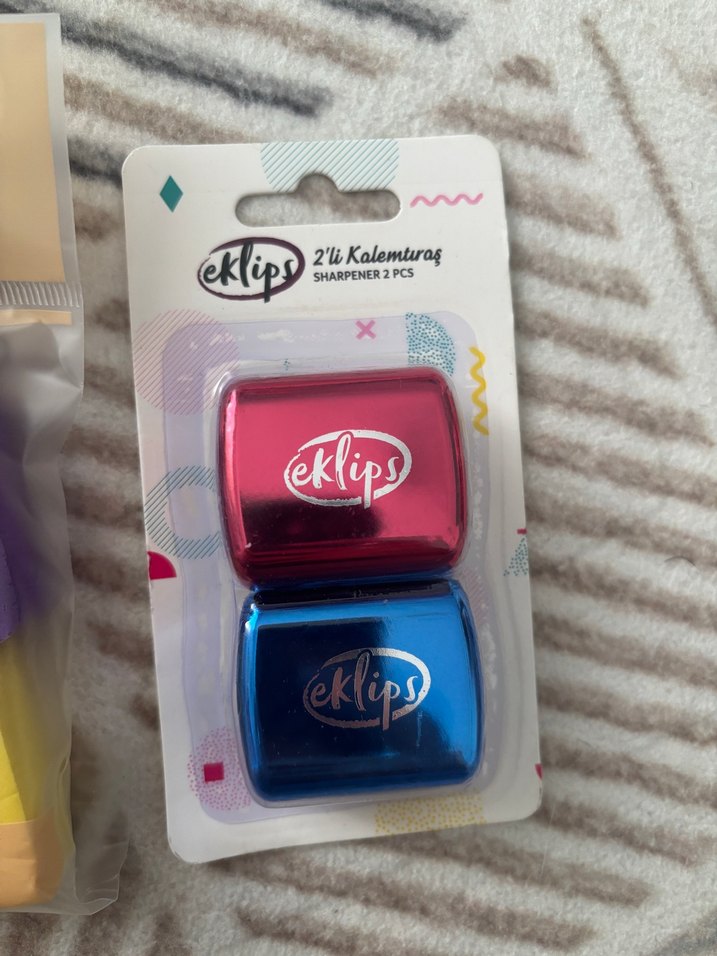 eklips
2'li Kalemtıraş
SHARPENER 2 PCS
eklips
eklips